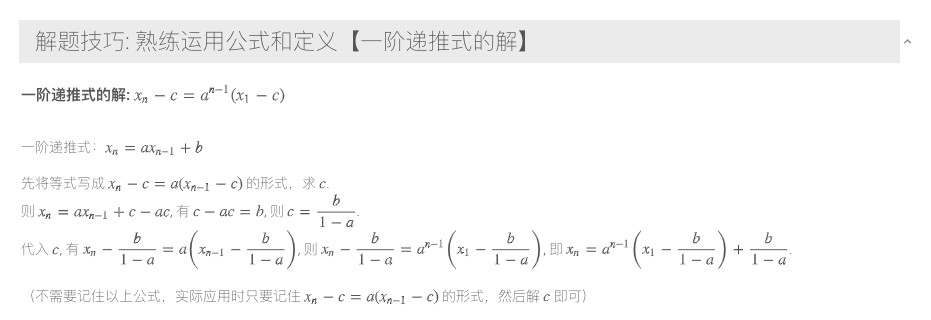 解题技巧: 熟练运用公式和定义【一阶递推式的解】
一阶递推式的解: $x_n - c = a^{n-1}(x_1 - c)$
一阶递推式: $x_n = ax_{n-1} + b$
先将等式写成 $x_n - c = a(x_{n-1} - c)$ 的形式，求 $c$.
则 $x_n = ax_{n-1} + c - ac$, 有 $c - ac = b$, 则 $c = \frac{b}{1-a}$.
代入 $c$, 有 $x_n - \frac{b}{1-a} = a\left(x_{n-1} - \frac{b}{1-a}\right)$, 则 $x_n - \frac{b}{1-a} = a^{n-1}\left(x_1 - \frac{b}{1-a}\right)$, 即 $x_n = a^{n-1}\left(x_1 - \frac{b}{1-a}\right) + \frac{b}{1-a}$.
（不需要记住以上公式，实际应用时只要记住 $x_n - c = a(x_{n-1} - c)$ 的形式，然后解 $c$ 即可）